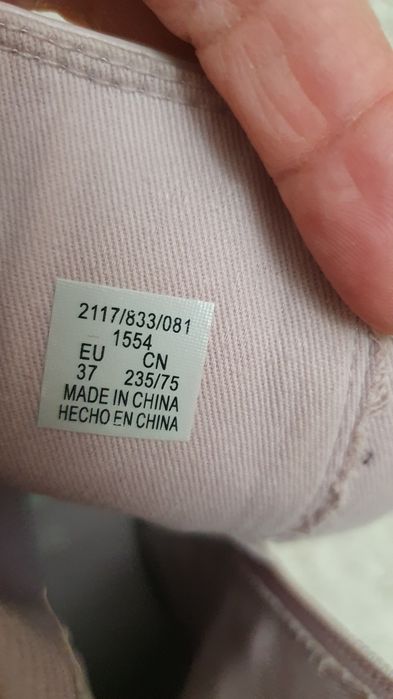 2117/833/081
1554
EU CN
37 235/75
MADE IN CHINA
HECHO EN CHINA